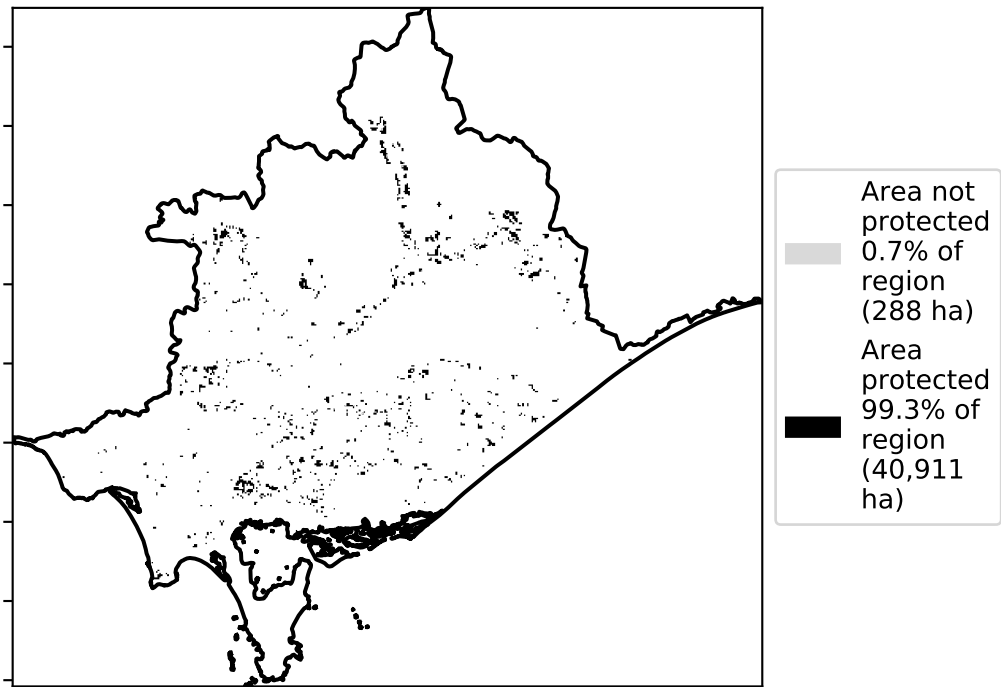 Area not
protected
0.7% of
region
(288 ha)
Area
protected
99.3% of
region
(40,911
ha)